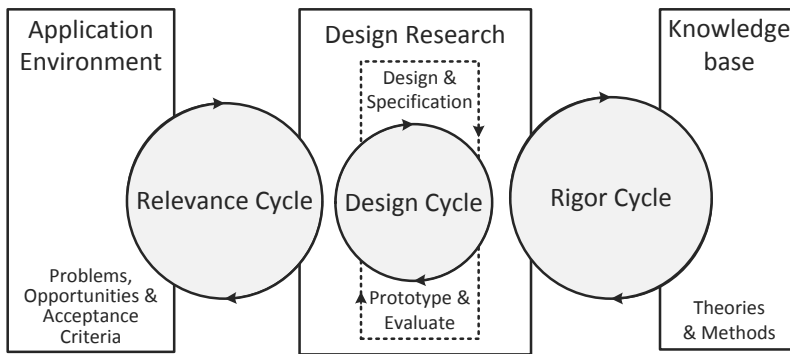 Application
Environment
Design Research
Knowledge
base
Design &
Specification
Relevance Cycle
Design Cycle
Rigor Cycle
Problems,
Opportunities &
Acceptance
Criteria
Prototype &
Evaluate
Theories
& Methods